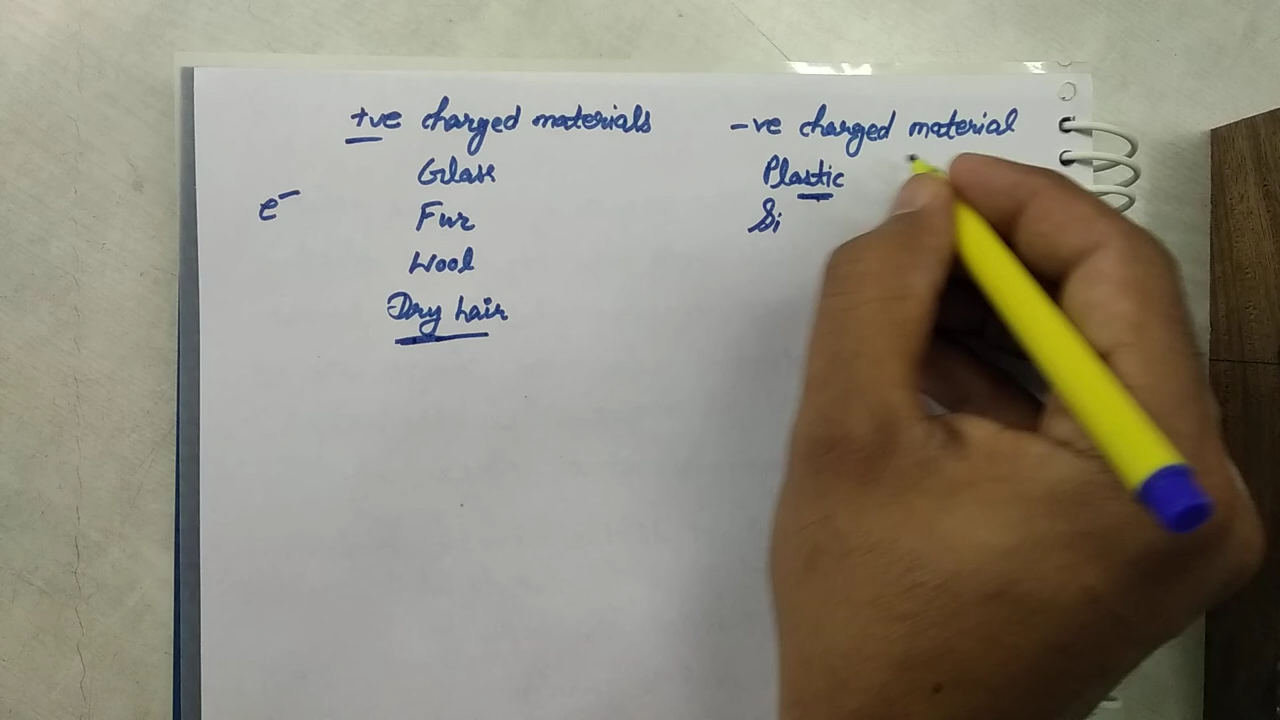 +ve charged materials
-ve charged material
Glass
Plastic
e⁻
Fur
Si
Wool
Dry hair